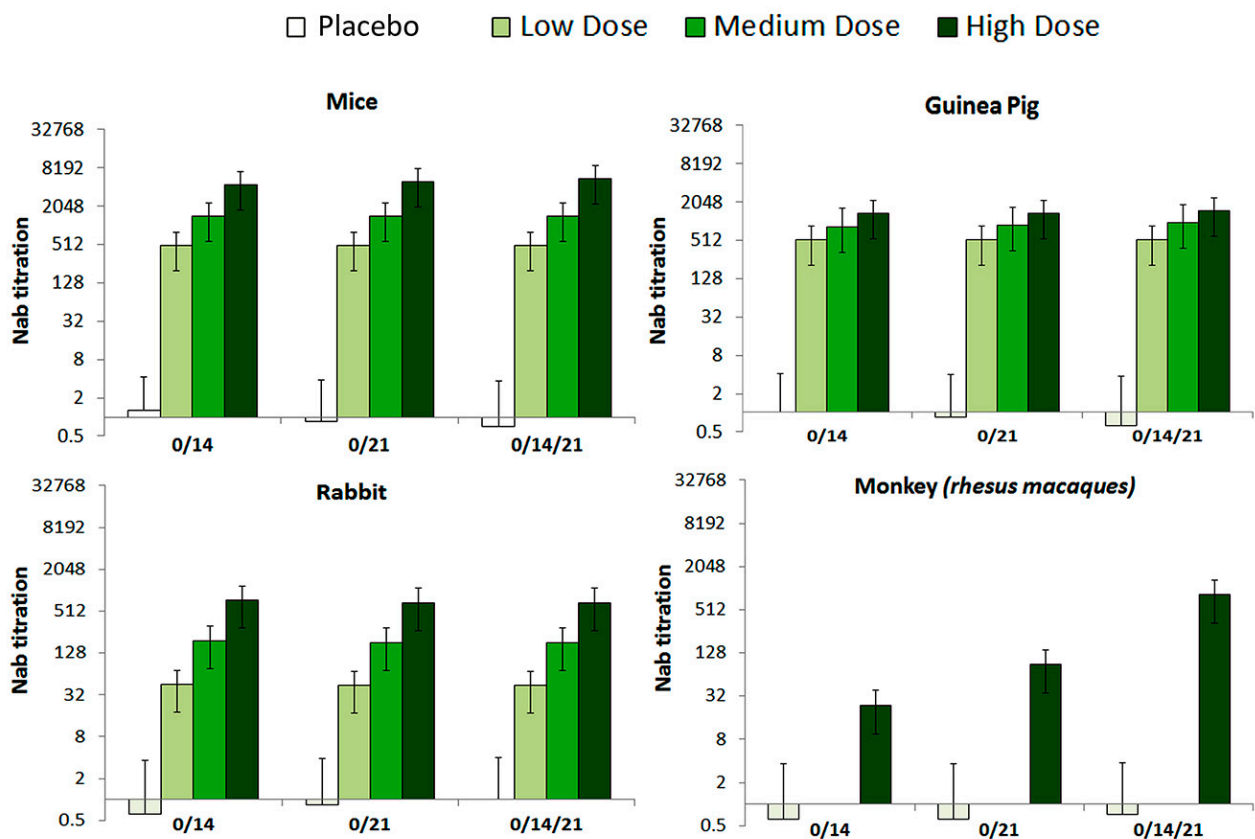 Placebo Low Dose Medium Dose High Dose
Mice
Nab titration
32768
8192
2048
512
128
32
8
2
0.5
0/14 0/21 0/14/21
Guinea Pig
Nab titration
32768
8192
2048
512
128
32
8
2
0.5
0/14 0/21 0/14/21
Rabbit
Nab titration
32768
8192
2048
512
128
32
8
2
0.5
0/14 0/21 0/14/21
Monkey (rhesus macaques)
Nab titration
32768
8192
2048
512
128
32
8
2
0.5
0/14 0/21 0/14/21